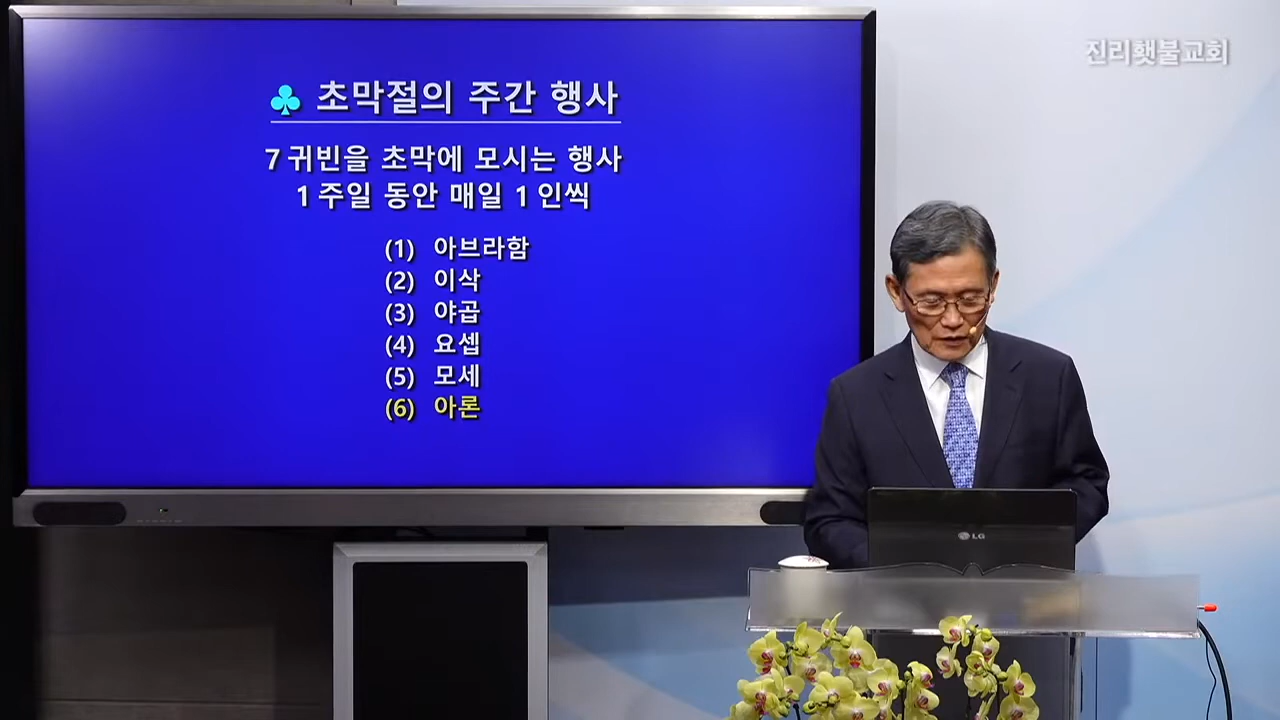 진리횃불교회
♣ 초막절의 주간 행사
7 귀빈을 초막에 모시는 행사
1 주일 동안 매일 1 인씩
(1) 아브라함
(2) 이삭
(3) 야곱
(4) 요셉
(5) 모세
(6) 아론
LG